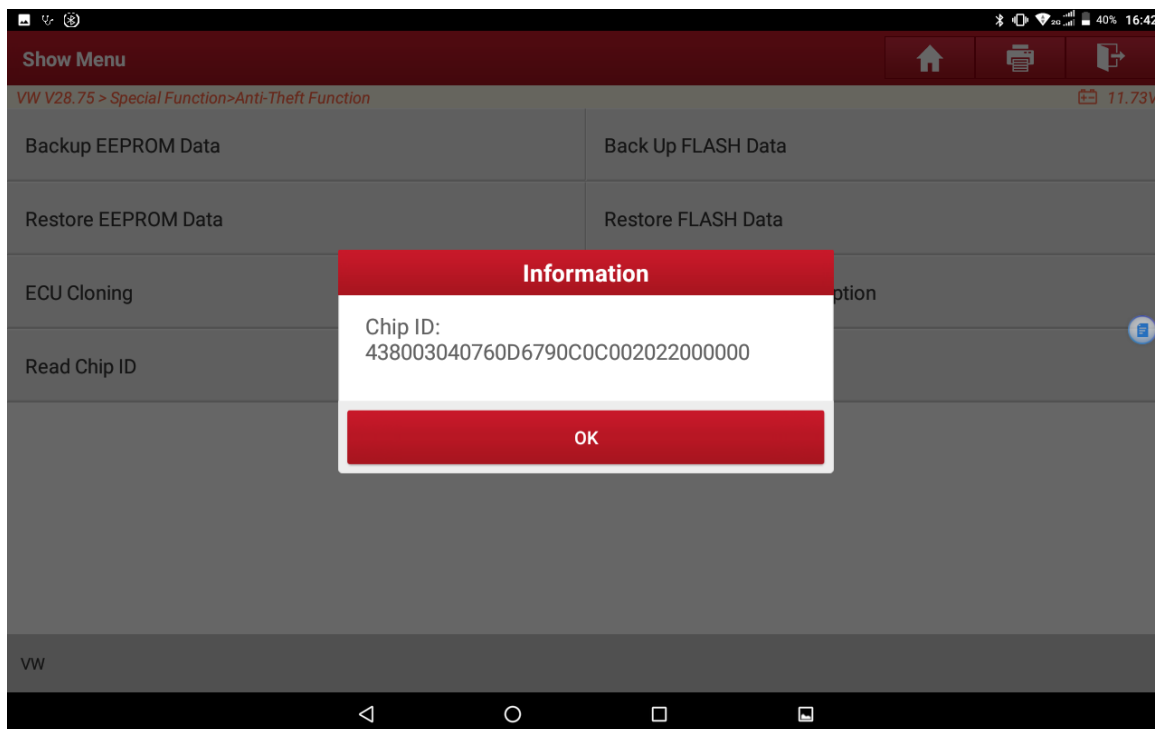 40% 16:42
Show Menu
VW V28.75 > Special Function>Anti-Theft Function
11.73V
Backup EEPROM Data
Back Up FLASH Data
Restore EEPROM Data
Restore FLASH Data
Information
ECU Cloning
ption
Chip ID:
438003040760D6790C0C002022000000
Read Chip ID
OK
VW